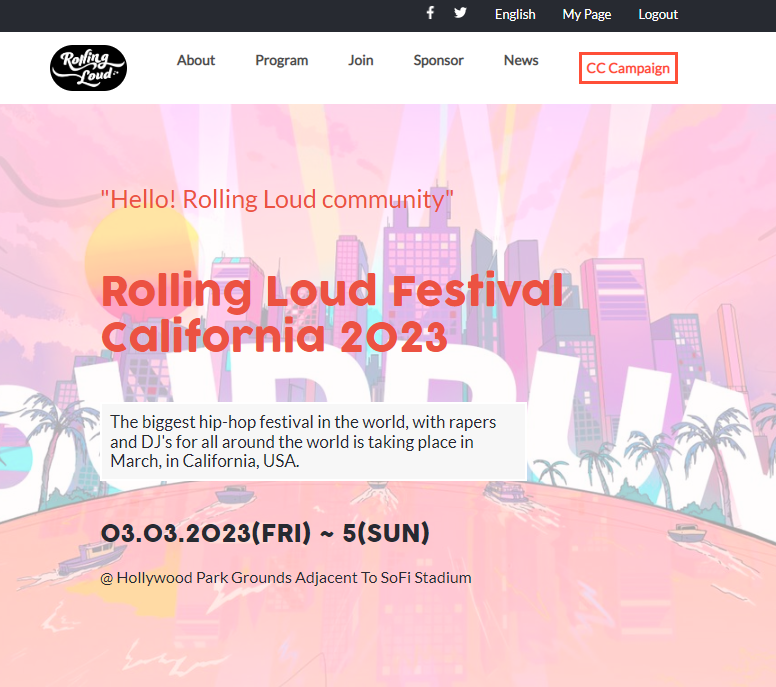 English My Page Logout
Rolling Loud
About Program Join Sponsor News CC Campaign
"Hello! Rolling Loud community"
Rolling Loud Festival
California 2023
The biggest hip-hop festival in the world, with rapers
and DJ's for all around the world is taking place in
March, in California, USA.
03.03.2023(FRI) ~ 5(SUN)
@ Hollywood Park Grounds Adjacent To SoFi Stadium